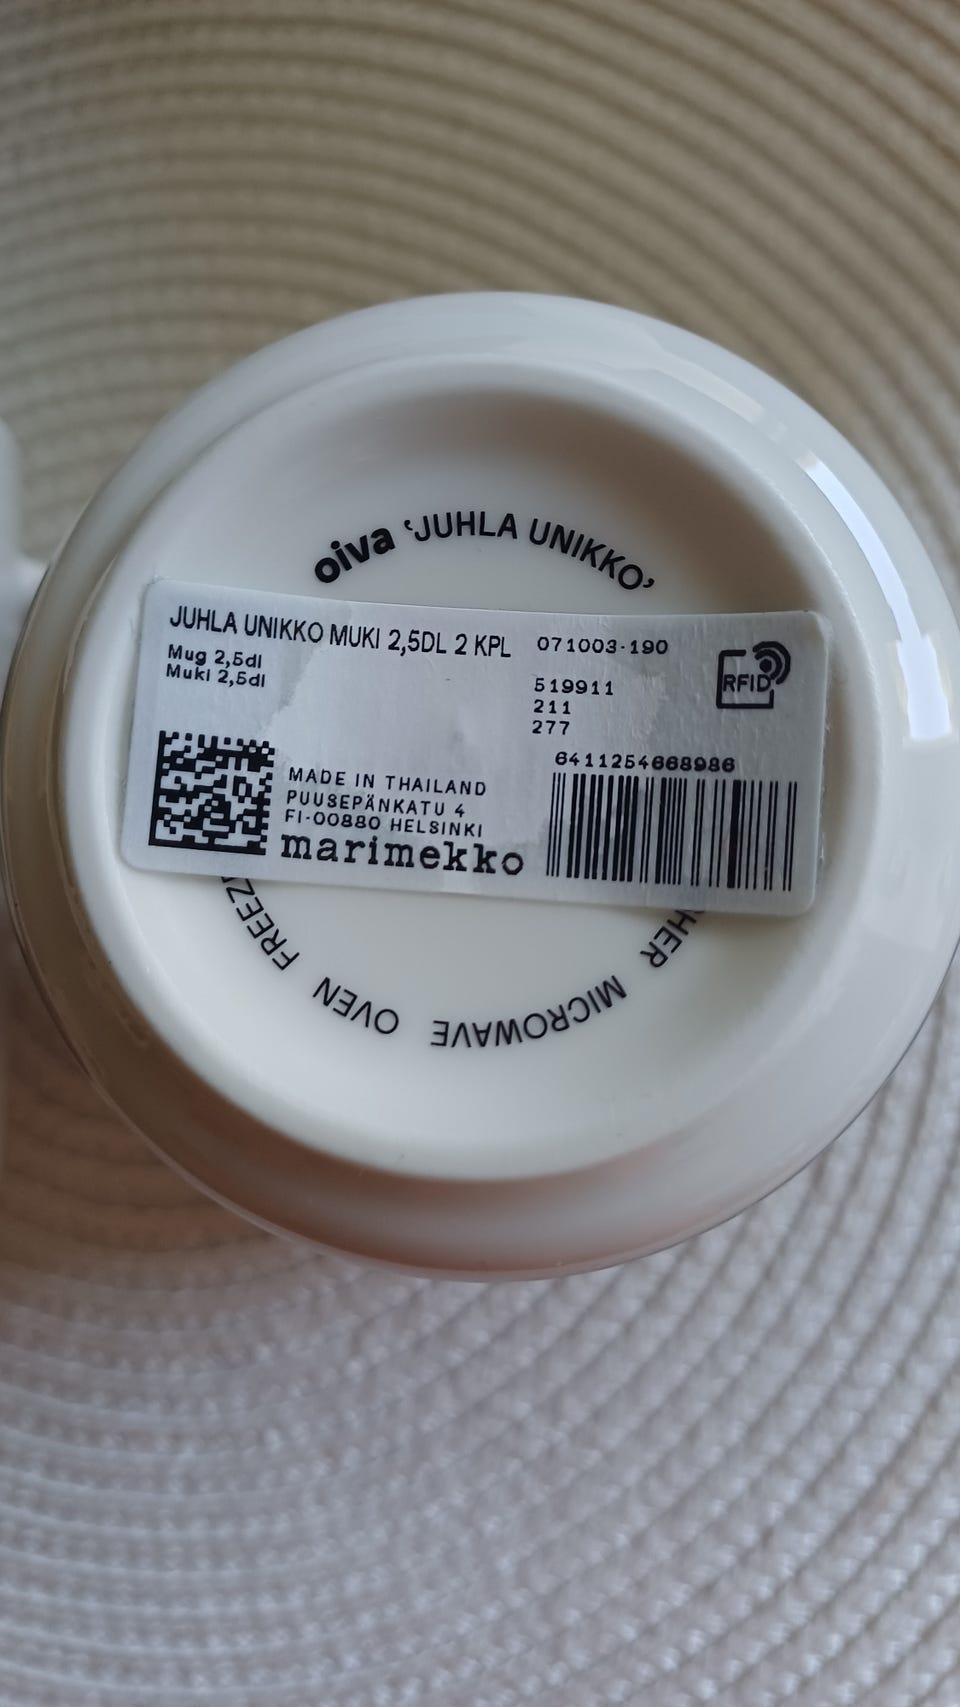 oiva ‘JUHLA UNIKKO’
JUHLA UNIKKO MUKI 2,5DL 2 KPL
Mug 2,5dl
Muki 2,5dl
071003-190
519911
211
277
RFID
6411254668986
MADE IN THAILAND
PUUSEPÄNKATU 4
FI-00880 HELSINKI
marimekko
MICROWAVE OVEN